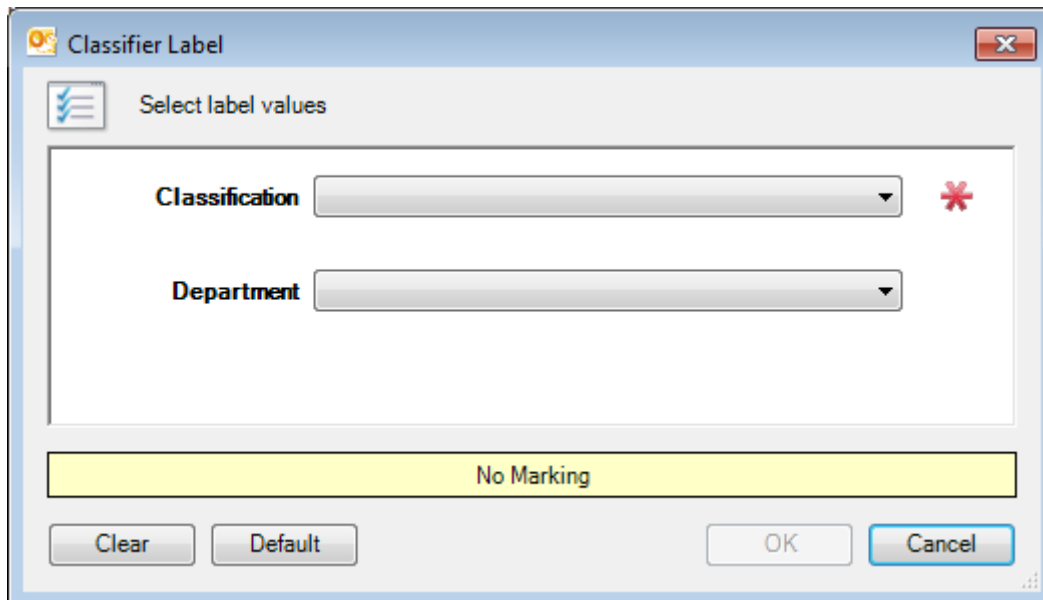 Classifier Label
Select label values
Classification
Department
No Marking
Clear Default OK Cancel